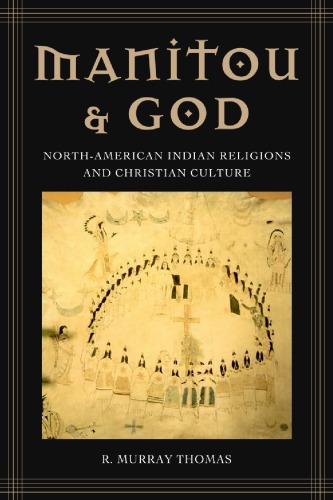 MANITOU
& GOD
NORTH-AMERICAN INDIAN RELIGIONS
AND CHRISTIAN CULTURE
R. MURRAY THOMAS